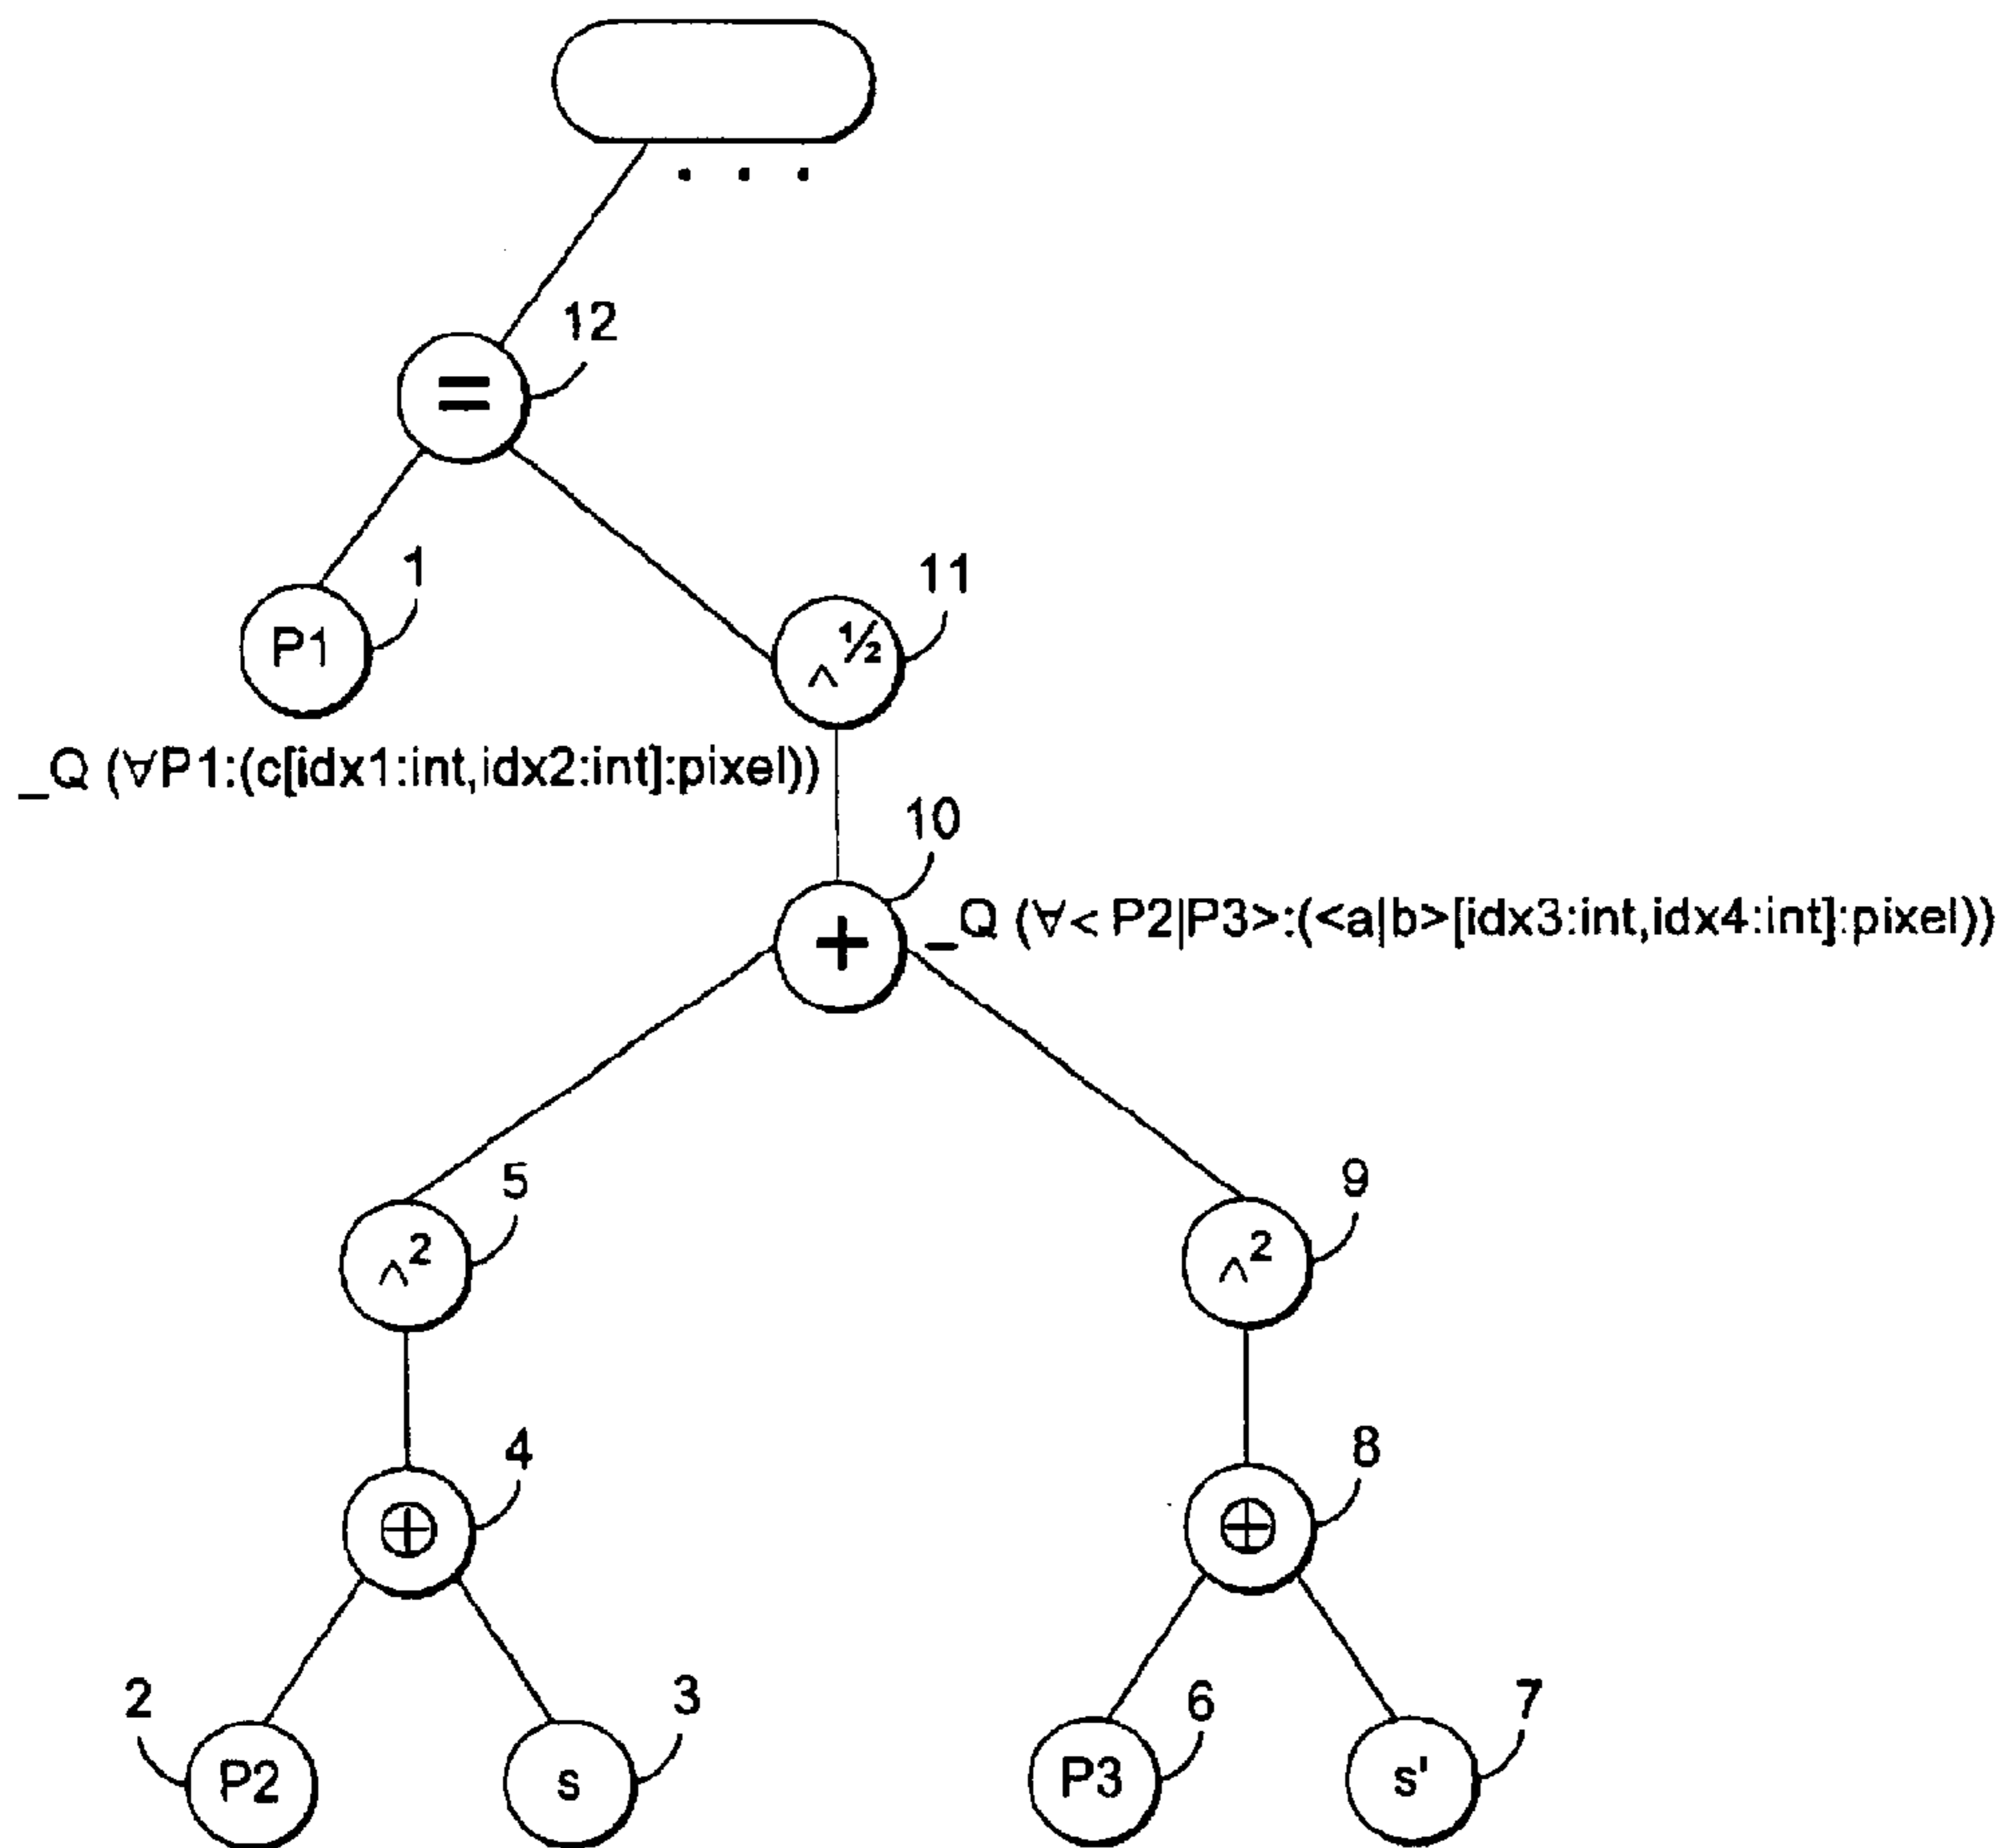 . . .
12
=
1
P1
11
^½
_Q (∀P1:(c[idx1:int,idx2:int]:pixel))
10
+
_Q (∀< P2|P3>:(<a|b>[idx3:int,idx4:int]:pixel))
5
9
^2
^2
4
8
⊕
⊕
2
3
6
7
P2
s
P3
s'